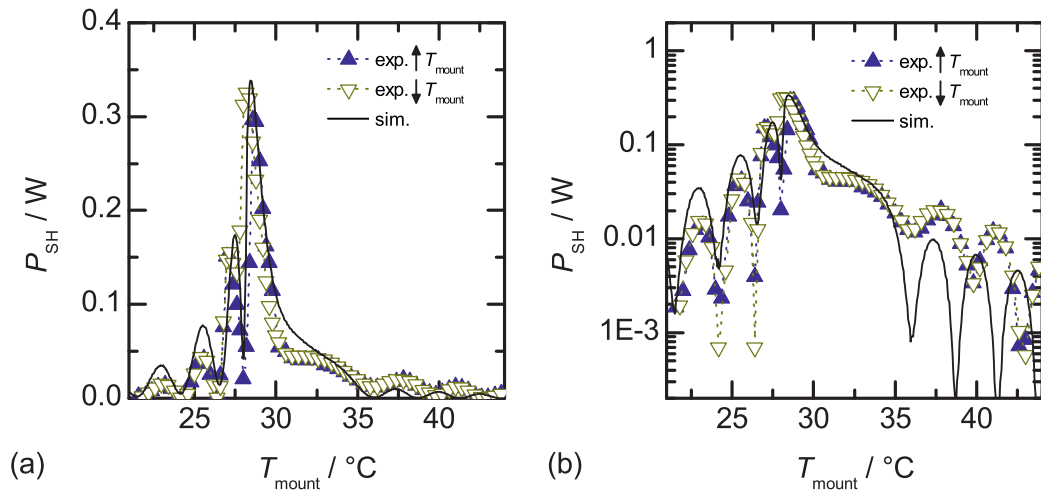 0.4
0.3
0.2
0.1
0.0
P_SH / W
exp. ↑ T_mount
exp. ↓ T_mount
sim.
25 30 35 40
T_mount / °C
(a)
1
0.1
0.01
1E-3
P_SH / W
exp. ↑ T_mount
exp. ↓ T_mount
sim.
25 30 35 40
T_mount / °C
(b)